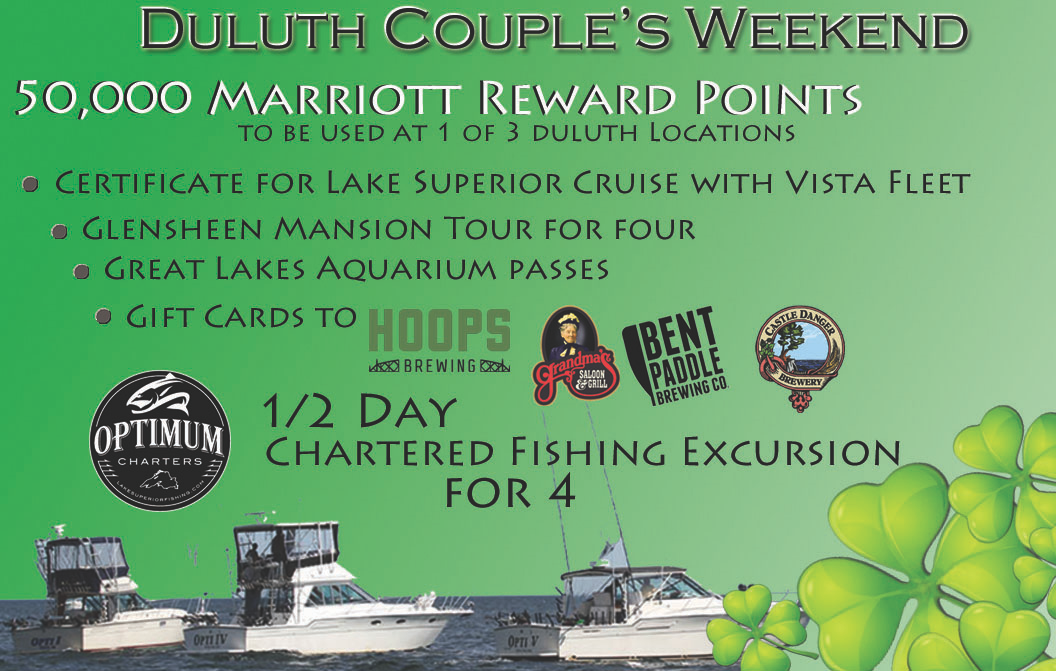 Duluth Couple's Weekend
50,000 Marriott Reward Points
to be used at 1 of 3 duluth Locations
Certificate for Lake Superior Cruise with Vista Fleet
Glensheen Mansion Tour for four
Great Lakes Aquarium passes
Gift Cards to
HOOPS
BREWING
Grandma's
SALOON
& GRILL
BENT
PADDLE
BREWING CO.
CASTLE DANGER
BREWERY
OPTIMUM
CHARTERS
LAKESUPERIORFISHING.COM
1/2 Day
Chartered Fishing Excursion
for 4
OPTI I
OPTI IV
OPTI V